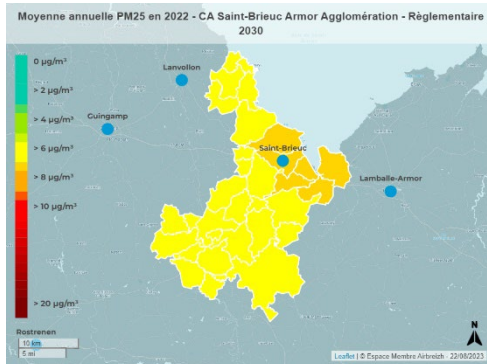 Moyenne annuelle PM25 en 2022 - CA Saint-Brieuc Armor Agglomération - Règlementaire
2030
0 µg/m³
> 2 µg/m³
> 4 µg/m³
> 6 µg/m³
> 8 µg/m³
> 10 µg/m³
> 20 µg/m³
Lanvollon
Guingamp
Saint-Brieuc
Lamballe-Armor
Rostrenen
10 km
5 mi
N
Leaflet | © Espace Membre Airbreizh - 22/08/2023